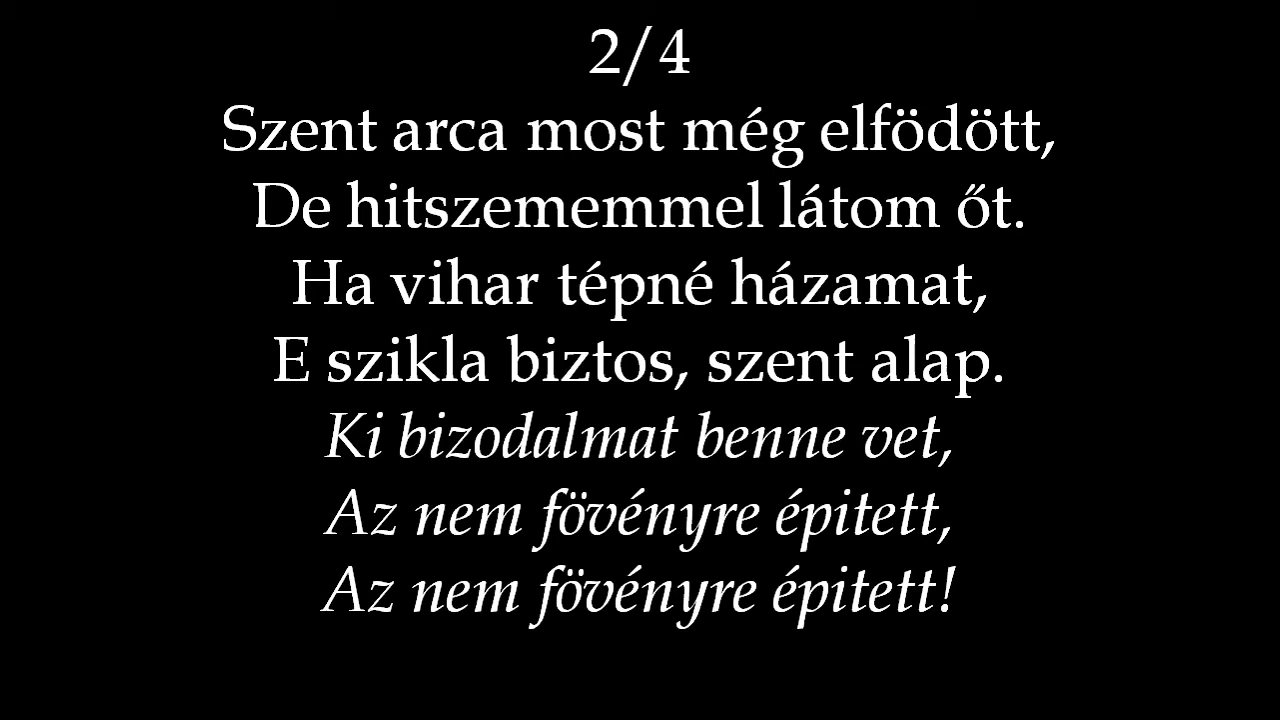 2/4
Szent arca most még elfödött,
De hitszememmel látom őt.
Ha vihar tépné házamat,
E szikla biztos, szent alap.
Ki bizodalmat benne vet,
Az nem fövényre épitett,
Az nem fövényre épitett!